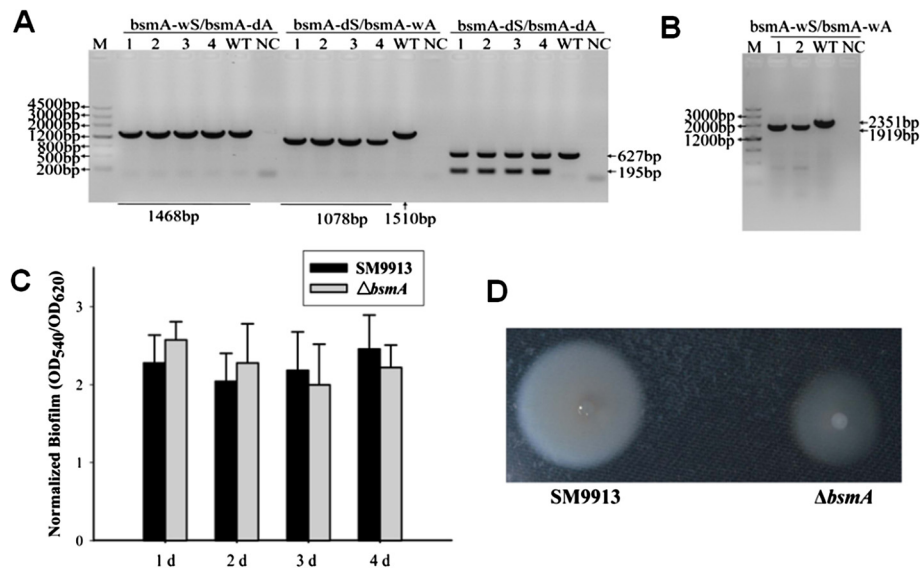 A
bsmA-wS/bsmA-dA bsmA-dS/bsmA-wA bsmA-dS/bsmA-dA
M 1 2 3 4 WT NC 1 2 3 4 WT NC 1 2 3 4 WT NC
4500bp
3000bp
2000bp
1200bp
800bp
500bp
200bp
627bp
195bp
1468bp 1078bp 1510bp
B
bsmA-wS/bsmA-wA
M 1 2 WT NC
3000bp
2000bp
1200bp
2351bp
1919bp
C
SM9913
△bsmA
Normalized Biofilm (OD540/OD620)
3
2
1
0
1 d 2 d 3 d 4 d
D
SM9913 ΔbsmA